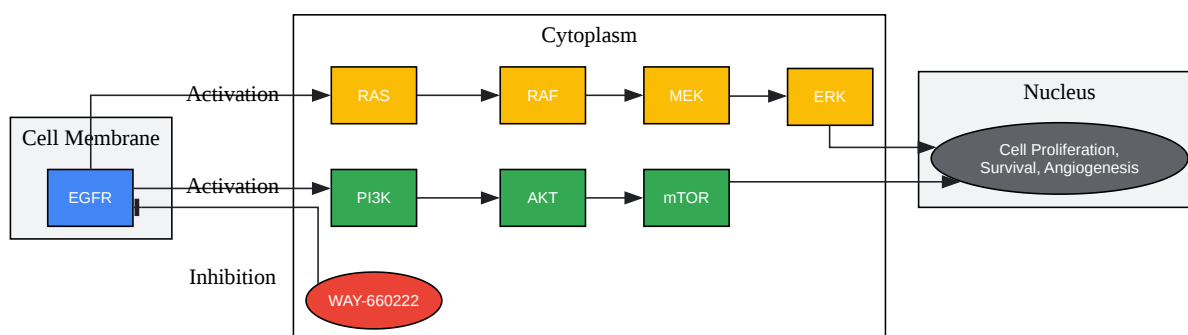 Cytoplasm
Activation
RAS
RAF
MEK
ERK
Nucleus
Cell Proliferation,
Survival, Angiogenesis
Cell Membrane
EGFR
Activation
PI3K
AKT
mTOR
Inhibition
WAY-660222